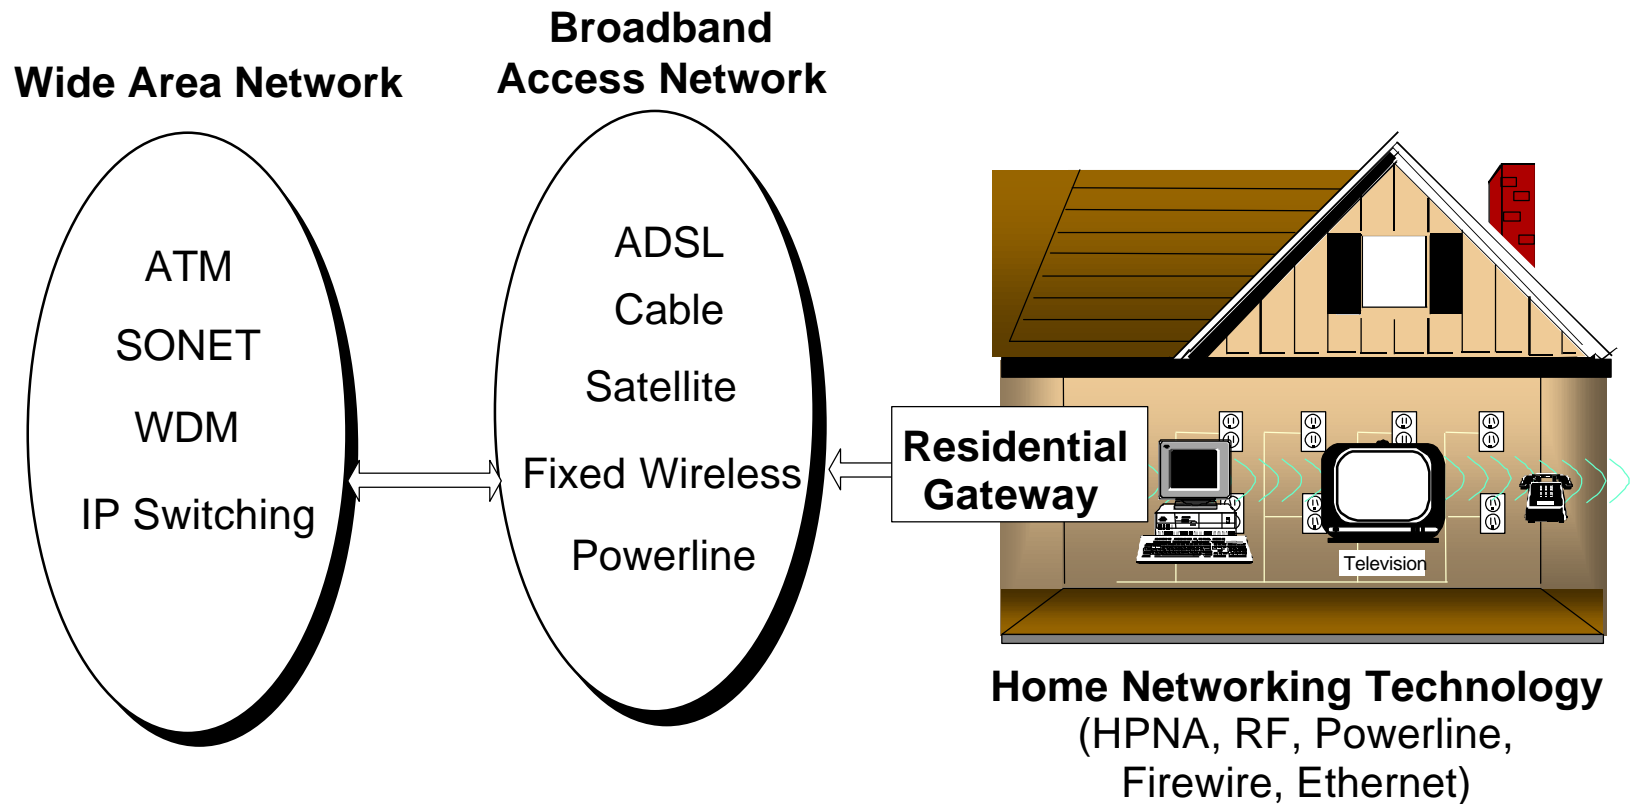 Wide Area Network
ATM
SONET
WDM
IP Switching
Broadband
Access Network
ADSL
Cable
Satellite
Fixed Wireless
Powerline
Residential
Gateway
Television
Home Networking Technology
(HPNA, RF, Powerline,
Firewire, Ethernet)